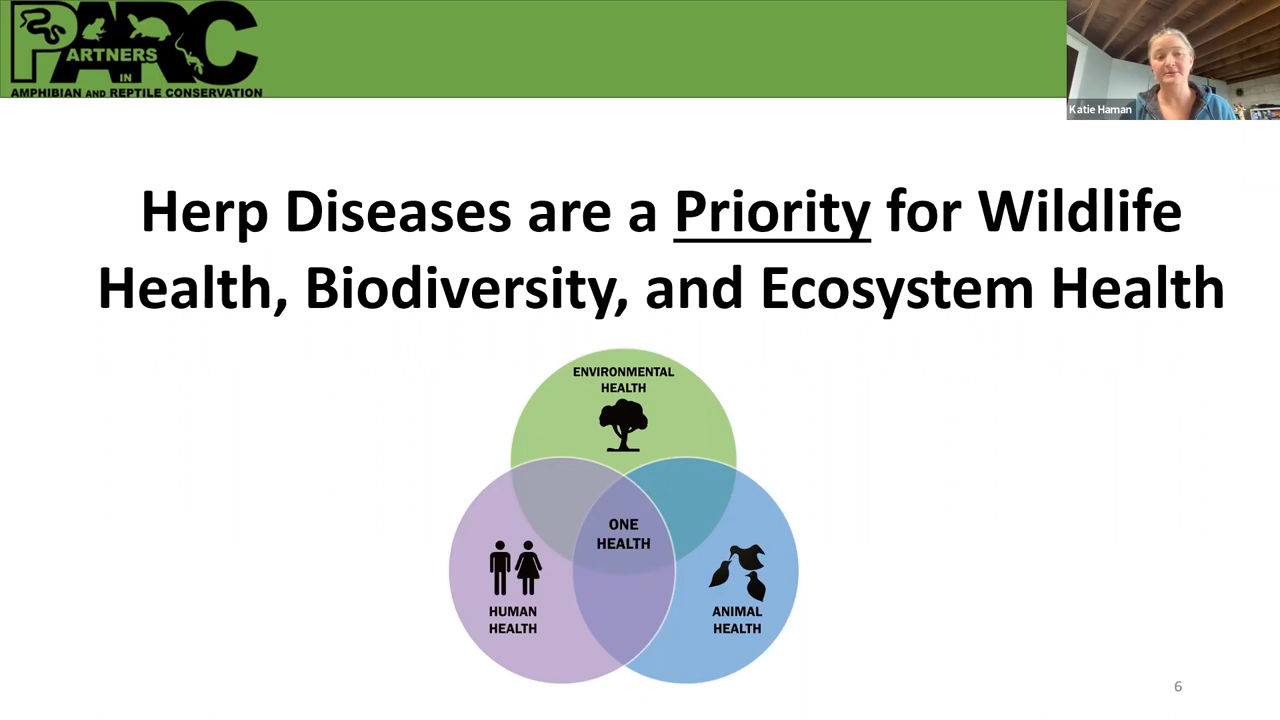 PARC
ARTNERS
IN
AMPHIBIAN AND REPTILE CONSERVATION
Katie Haman
Herp Diseases are a Priority for Wildlife
Health, Biodiversity, and Ecosystem Health
ENVIRONMENTAL
HEALTH
ONE
HEALTH
HUMAN
HEALTH
ANIMAL
HEALTH
6